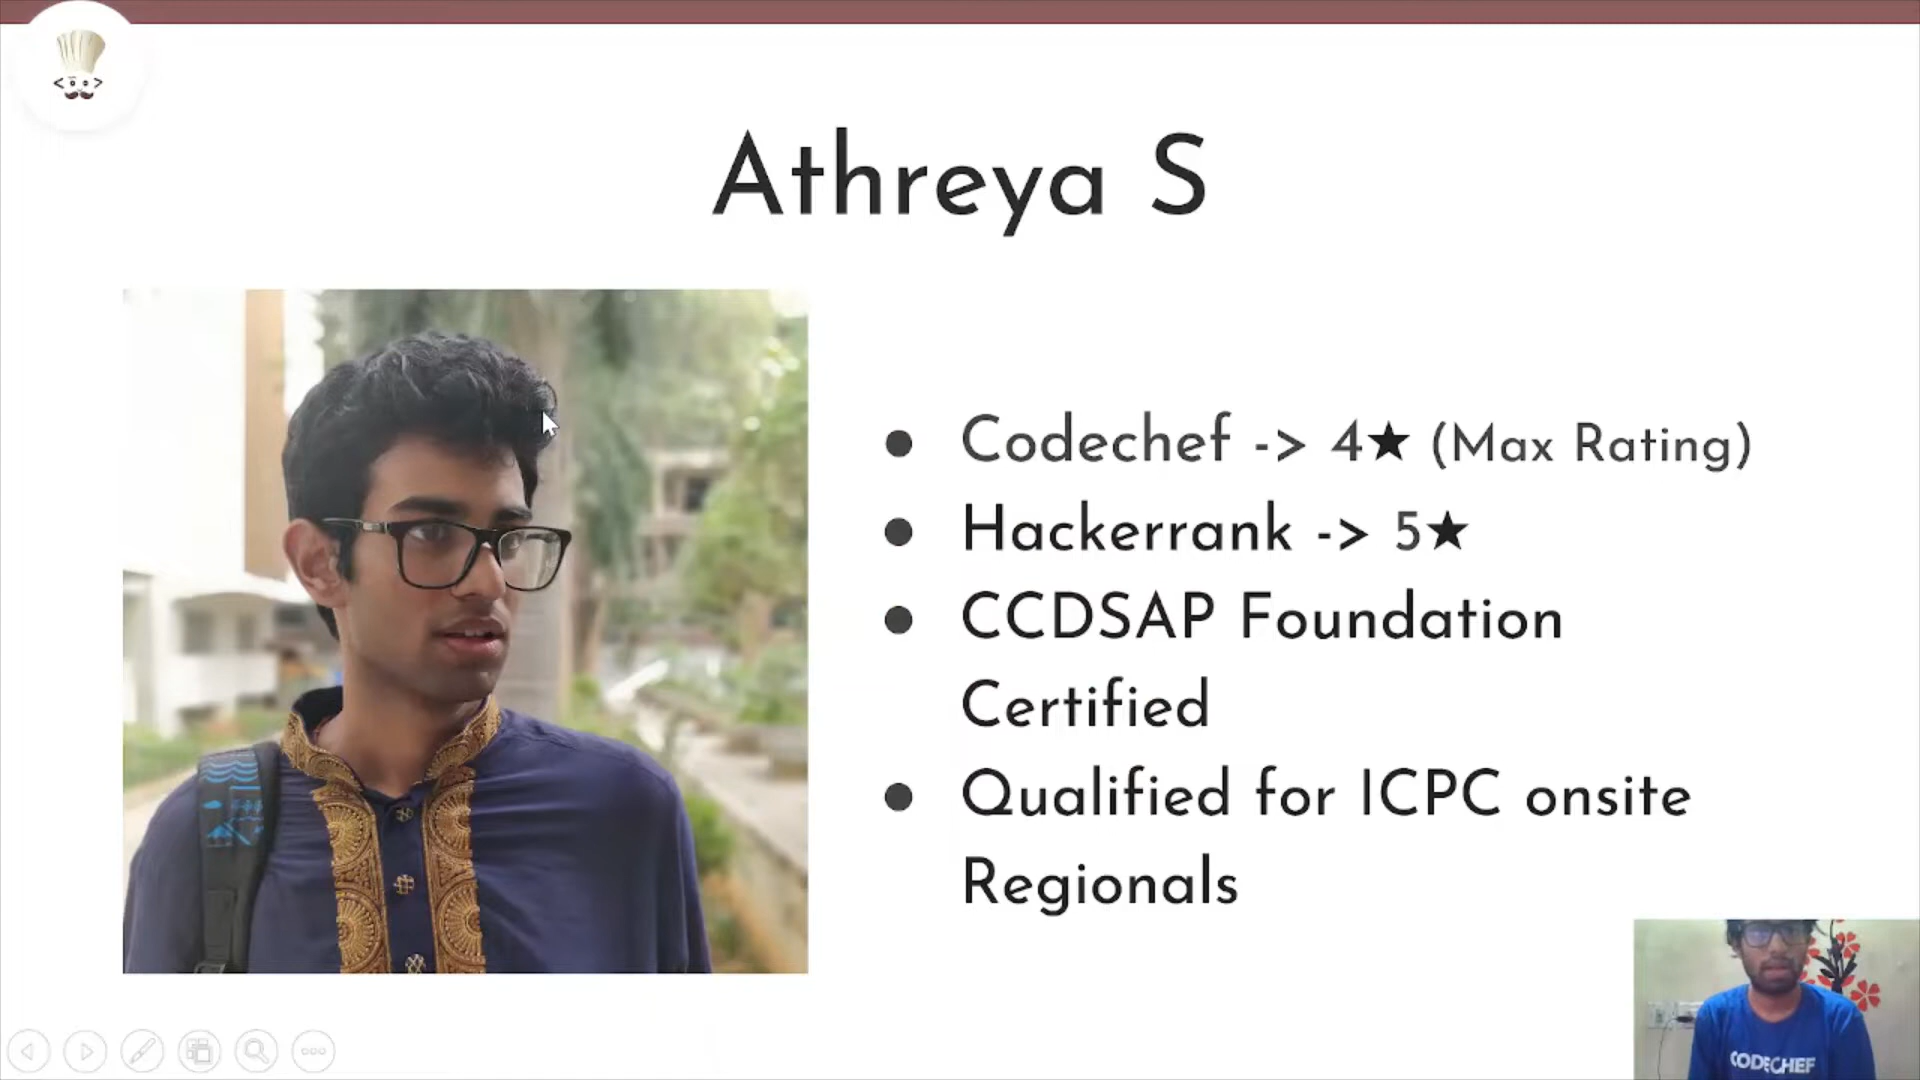 Athreya S
● Codechef -> 4★ (Max Rating)
● Hackerrank -> 5★
● CCDSAP Foundation
Certified
● Qualified for ICPC onsite
Regionals
CODECHEF